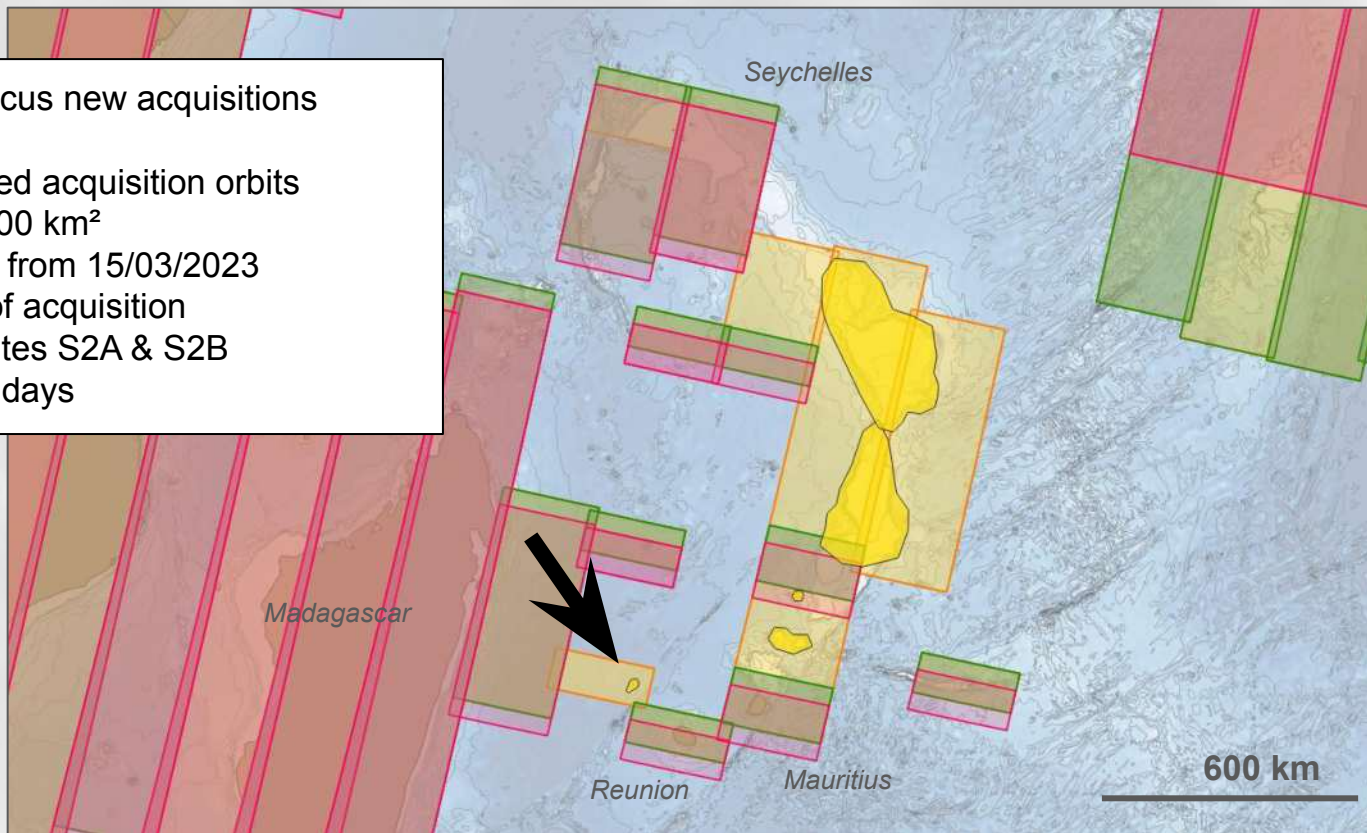 Seychelles
cus new acquisitions
ed acquisition orbits
00 km²
from 15/03/2023
of acquisition
tes S2A & S2B
days
Madagascar
600 km
Mauritius
Reunion